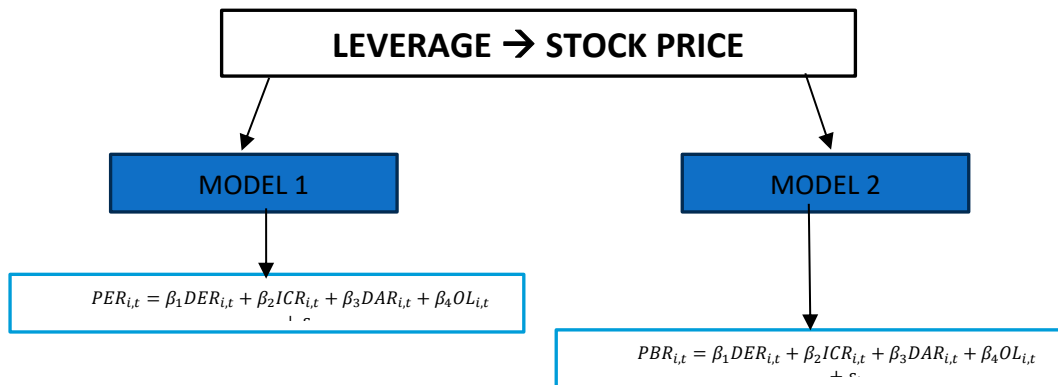 LEVERAGE → STOCK PRICE
MODEL 1
MODEL 2
PER_{i,t} = β_1DER_{i,t} + β_2ICR_{i,t} + β_3DAR_{i,t} + β_4OL_{i,t}
PBR_{i,t} = β_1DER_{i,t} + β_2ICR_{i,t} + β_3DAR_{i,t} + β_4OL_{i,t}